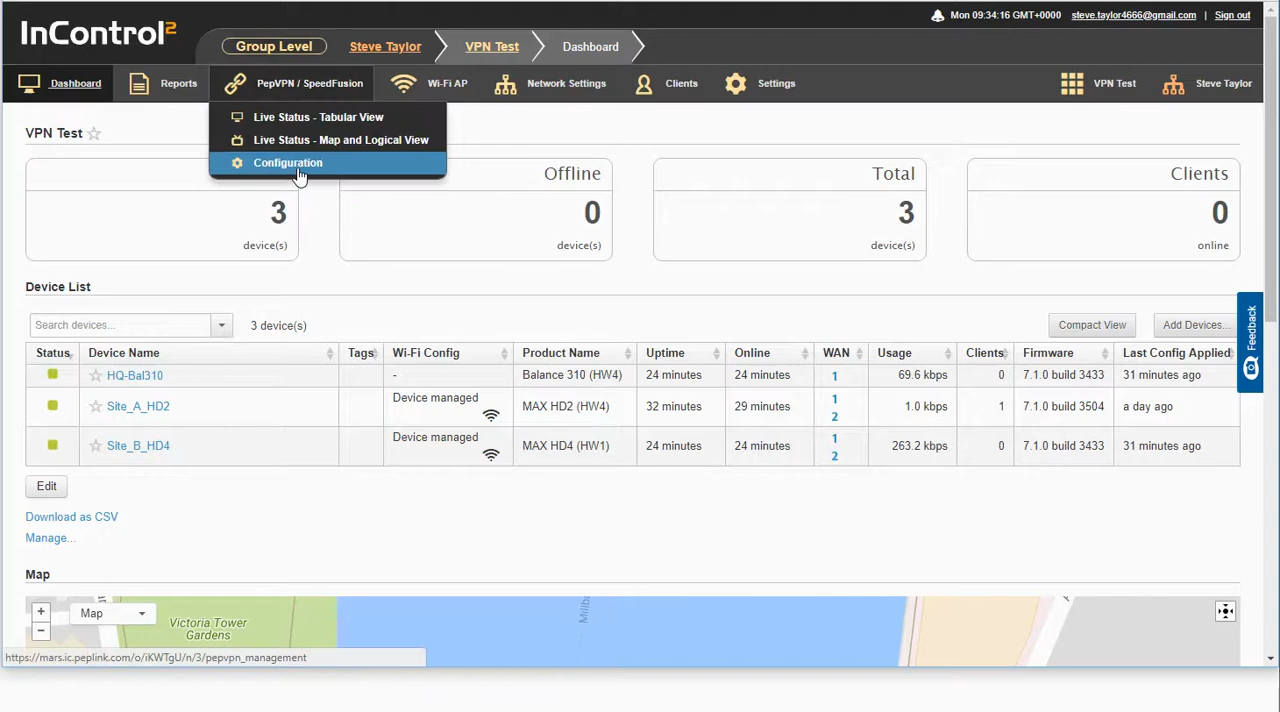 InControl2
Group Level
Steve Taylor
VPN Test
Dashboard
Mon 09:34:16 GMT+0000
steve.taylor4666@gmail.com | Sign out
Dashboard
Reports
PepVPN / SpeedFusion
Wi-Fi AP
Network Settings
Clients
Settings
VPN Test
Steve Taylor
Live Status - Tabular View
Live Status - Map and Logical View
Configuration
VPN Test
3
device(s)
Offline
0
device(s)
Total
3
device(s)
Clients
0
online
Device List
Search devices...
3 device(s)
Compact View
Add Devices...
Feedback
Status Device Name Tags Wi-Fi Config Product Name Uptime Online WAN Usage Clients Firmware Last Config Applied
HQ-Bal310 - Balance 310 (HW4) 24 minutes 24 minutes 1 69.6 kbps 0 7.1.0 build 3433 31 minutes ago
Site_A_HD2 Device managed MAX HD2 (HW4) 32 minutes 29 minutes 1 2 1.0 kbps 1 7.1.0 build 3504 a day ago
Site_B_HD4 Device managed MAX HD4 (HW1) 24 minutes 24 minutes 1 2 263.2 kbps 0 7.1.0 build 3433 31 minutes ago
Edit
Download as CSV
Manage...
Map
+
−
Map
Victoria Tower
Gardens
https://mars.ic.peplink.com/o/iKWTgU/n/3/pepvpn_management